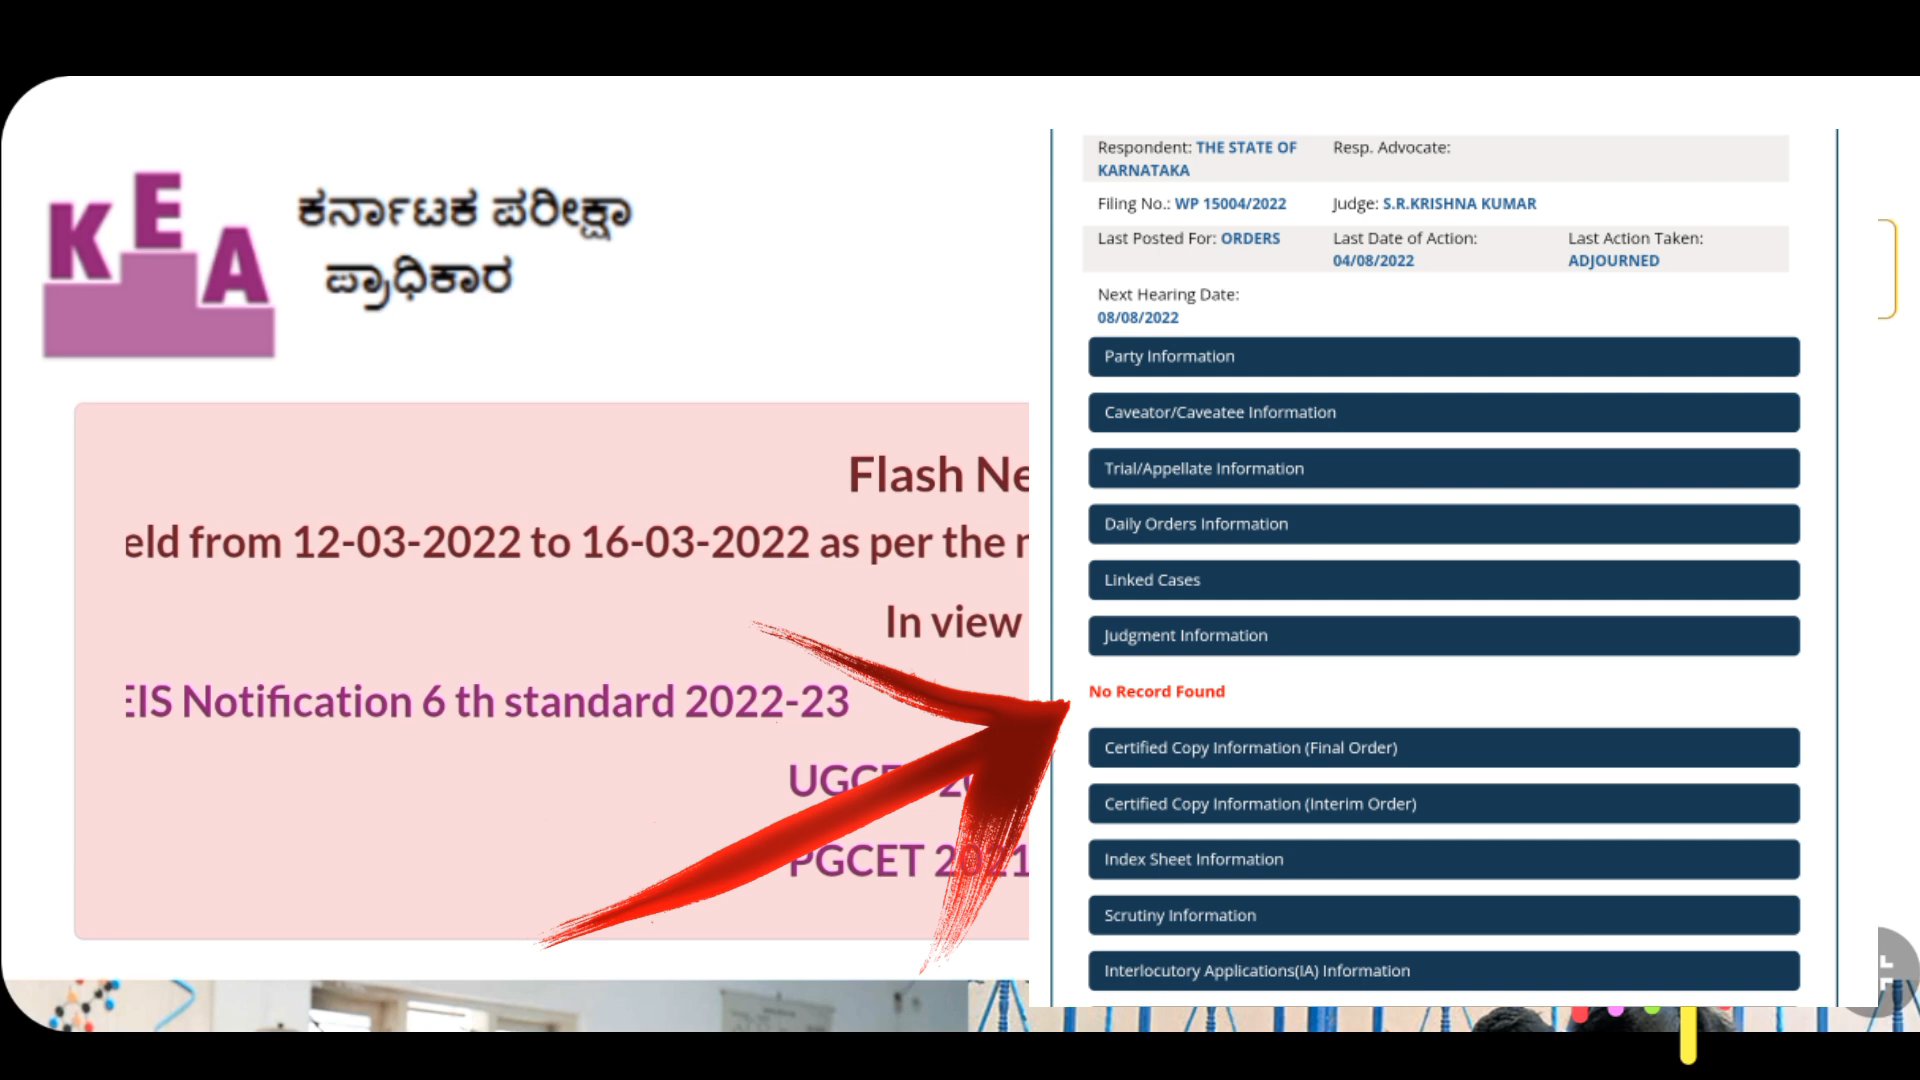 KEA
ಕರ್ನಾಟಕ ಪರೀಕ್ಷಾ
ಪ್ರಾಧಿಕಾರ
Flash
from 12-03-2022 to 16-03-2022 as per the
In view
Notification 6 th standard 2022-23
PGCET 2021
Respondent: THE STATE OF
KARNATAKA
Resp. Advocate:
Filing No.: WP 15004/2022
Judge: S.R.KRISHNA KUMAR
Last Posted For: ORDERS
Last Date of Action:
04/08/2022
Last Action Taken:
ADJOURNED
Next Hearing Date:
08/08/2022
Party Information
Caveator/Caveatee Information
Trial/Appellate Information
Daily Orders Information
Linked Cases
Judgment Information
No Record Found
Certified Copy Information (Final Order)
Certified Copy Information (Interim Order)
Index Sheet Information
Scrutiny Information
Interlocutory Applications(IA) Information